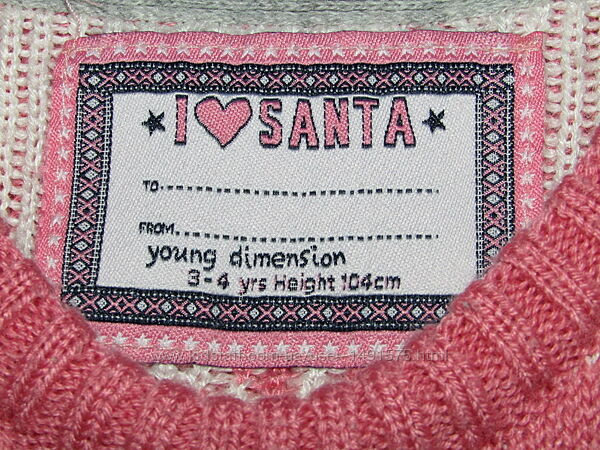 ★ I ♥ SANTA ★
TO
FROM
young dimension
3-4 yrs Height 104cm